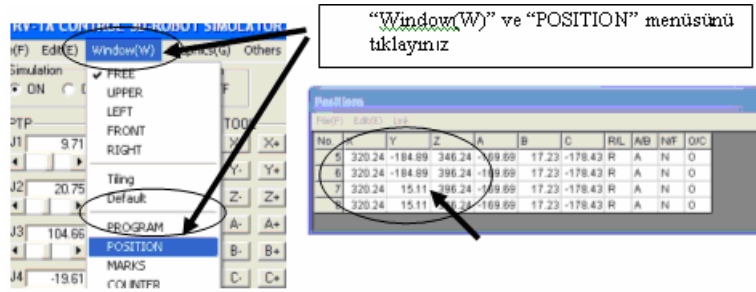 RV-TX CONTROL 3D-ROBOT SIMULATOR
(F) Edit(E) Window(W) (G) Others
Simulation
ON
✓ FREE
UPPER
LEFT
FRONT
RIGHT
Tiling
Default
PROGRAM
POSITION
MARKS
COUNTER
PTP
J1 9.71
J2 20.75
J3 104.66
J4 -19.61
TOO
X- X+
Y- Y+
Z- Z+
A- A+
B- B+
C- C+
“Window(W)” ve “POSITION” menüsünü
tıklayınız
Positions
File(F) Edit(E) Link
No. X Y Z A B C R/L A/B N/F O/C
5 320.24 -184.89 346.24 -169.69 17.23 -178.43 R A N O
6 320.24 -184.89 396.24 -169.69 17.23 -178.43 R A N O
7 320.24 15.11 396.24 -169.69 17.23 -178.43 R A N O
8 320.24 15.11 346.24 -169.69 17.23 -178.43 R A N O